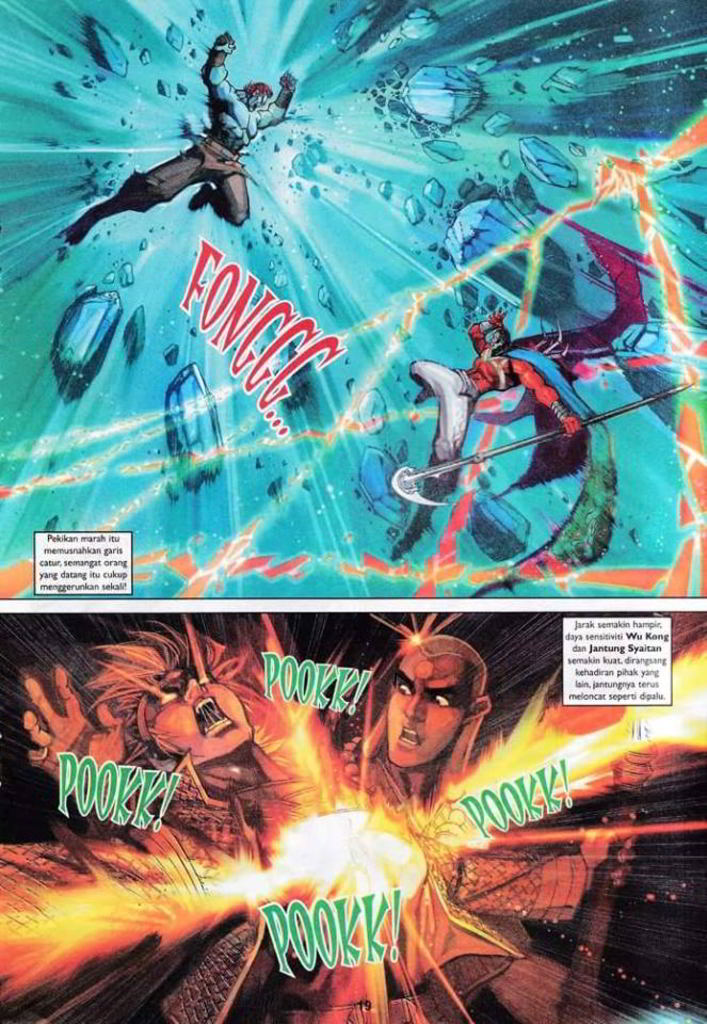 FONGGG...
Pekikan marah itu
memusnahkan garis
catur, semangat orang
yang datang itu cukup
menggerunkan sekali!
Jarak semakin hampir,
daya sensitiviti Wu Kong
dan Jantung Syaitan
semakin kuat, dirangsang
kehadiran pihak yang
lain, jantungnya terus
meloncat seperti dipalu.
POOKK!
POOKK!
POOKK!
POOKK!
19